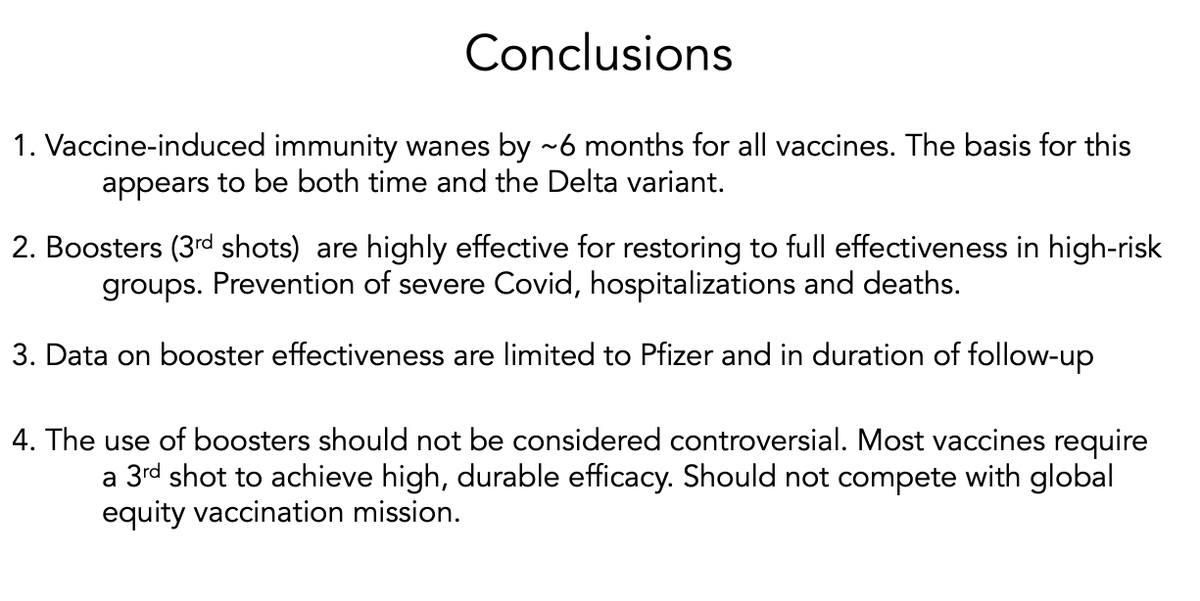 Conclusions
1. Vaccine-induced immunity wanes by ~6 months for all vaccines. The basis for this
appears to be both time and the Delta variant.
2. Boosters (3rd shots)  are highly effective for restoring to full effectiveness in high-risk
groups. Prevention of severe Covid, hospitalizations and deaths.
3. Data on booster effectiveness are limited to Pfizer and in duration of follow-up
4. The use of boosters should not be considered controversial. Most vaccines require
a 3rd shot to achieve high, durable efficacy. Should not compete with global
equity vaccination mission.